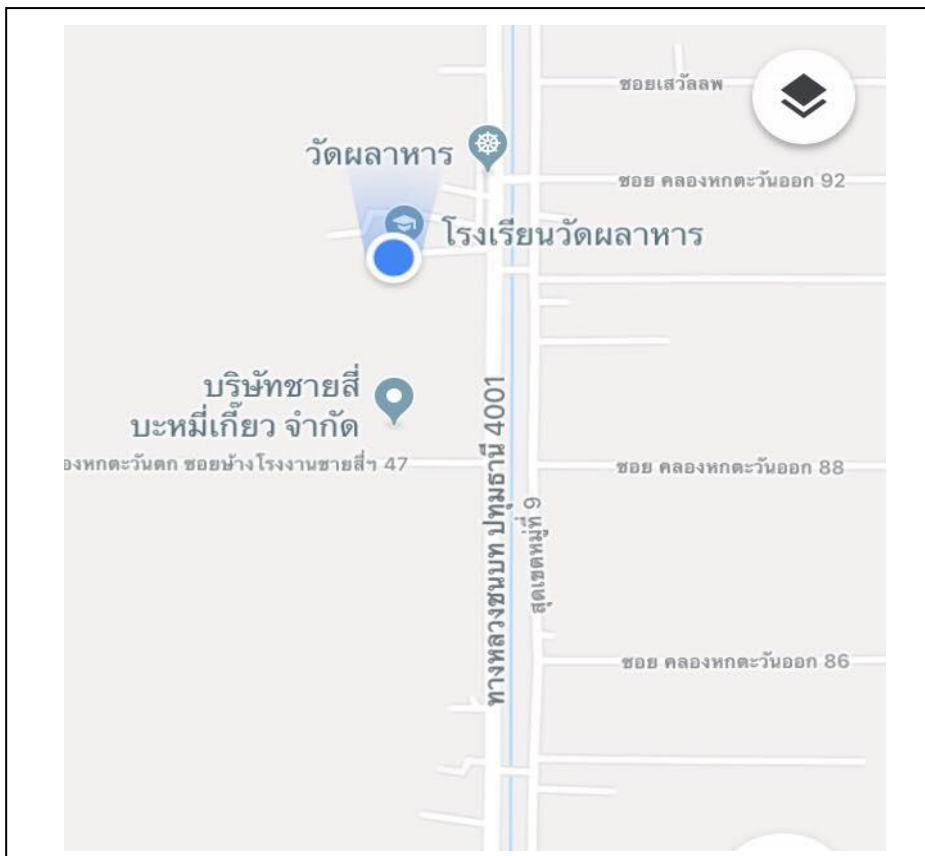 ซอยเสวัลลพ
วัดผลาหาร
ซอย คลองหกตะวันออก 92
โรงเรียนวัดผลาหาร
บริษัทชายสี่
บะหมี่เกี๊ยว จำกัด
องหกตะวันตก ซอยข้างโรงงานชายสี่ฯ 47
ซอย คลองหกตะวันออก 88
ทางหลวงชนบท ปทุมธานี 4001
สุดเขตหมู่ที่ 9
ซอย คลองหกตะวันออก 86